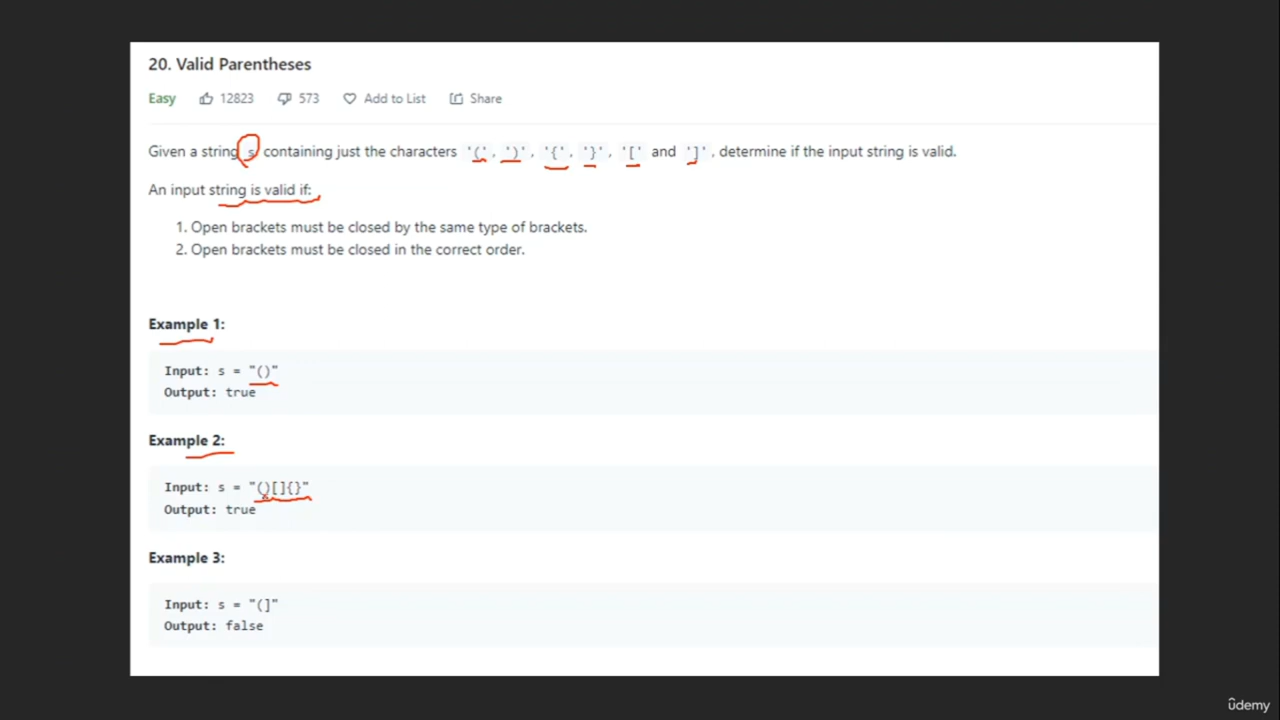 20. Valid Parentheses
Easy 12823 573 Add to List Share
Given a string s containing just the characters '(', ')', '{', '}', '[' and ']', determine if the input string is valid.
An input string is valid if:
1. Open brackets must be closed by the same type of brackets.
2. Open brackets must be closed in the correct order.
Example 1:
Input: s = "()"
Output: true
Example 2:
Input: s = "()[]{}"
Output: true
Example 3:
Input: s = "(]"
Output: false
ûdemy